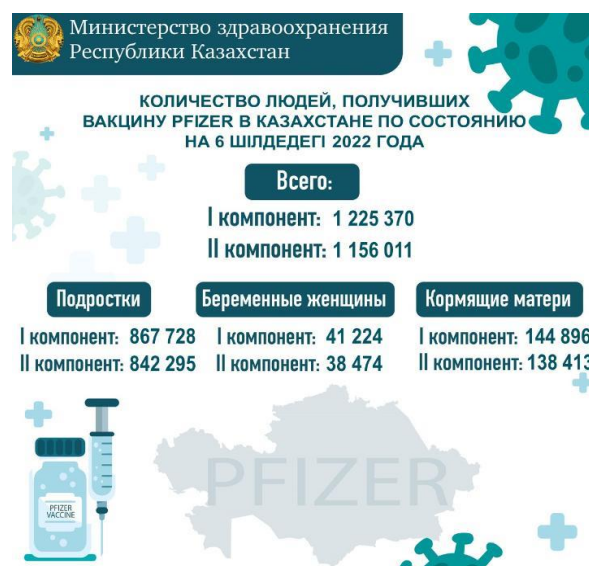 Министерство здравоохранения
Республики Казахстан
КОЛИЧЕСТВО ЛЮДЕЙ, ПОЛУЧИВШИХ
ВАКЦИНУ PFIZER В КАЗАХСТАНЕ ПО СОСТОЯНИЮ
НА 6 ШІЛДЕДЕГІ 2022 ГОДА
Всего:
I компонент: 1 225 370
II компонент: 1 156 011
Подростки
I компонент: 867 728
II компонент: 842 295
Беременные женщины
I компонент: 41 224
II компонент: 38 474
Кормящие матери
I компонент: 144 896
II компонент: 138 413
PFIZER
VACCINE
PFIZER